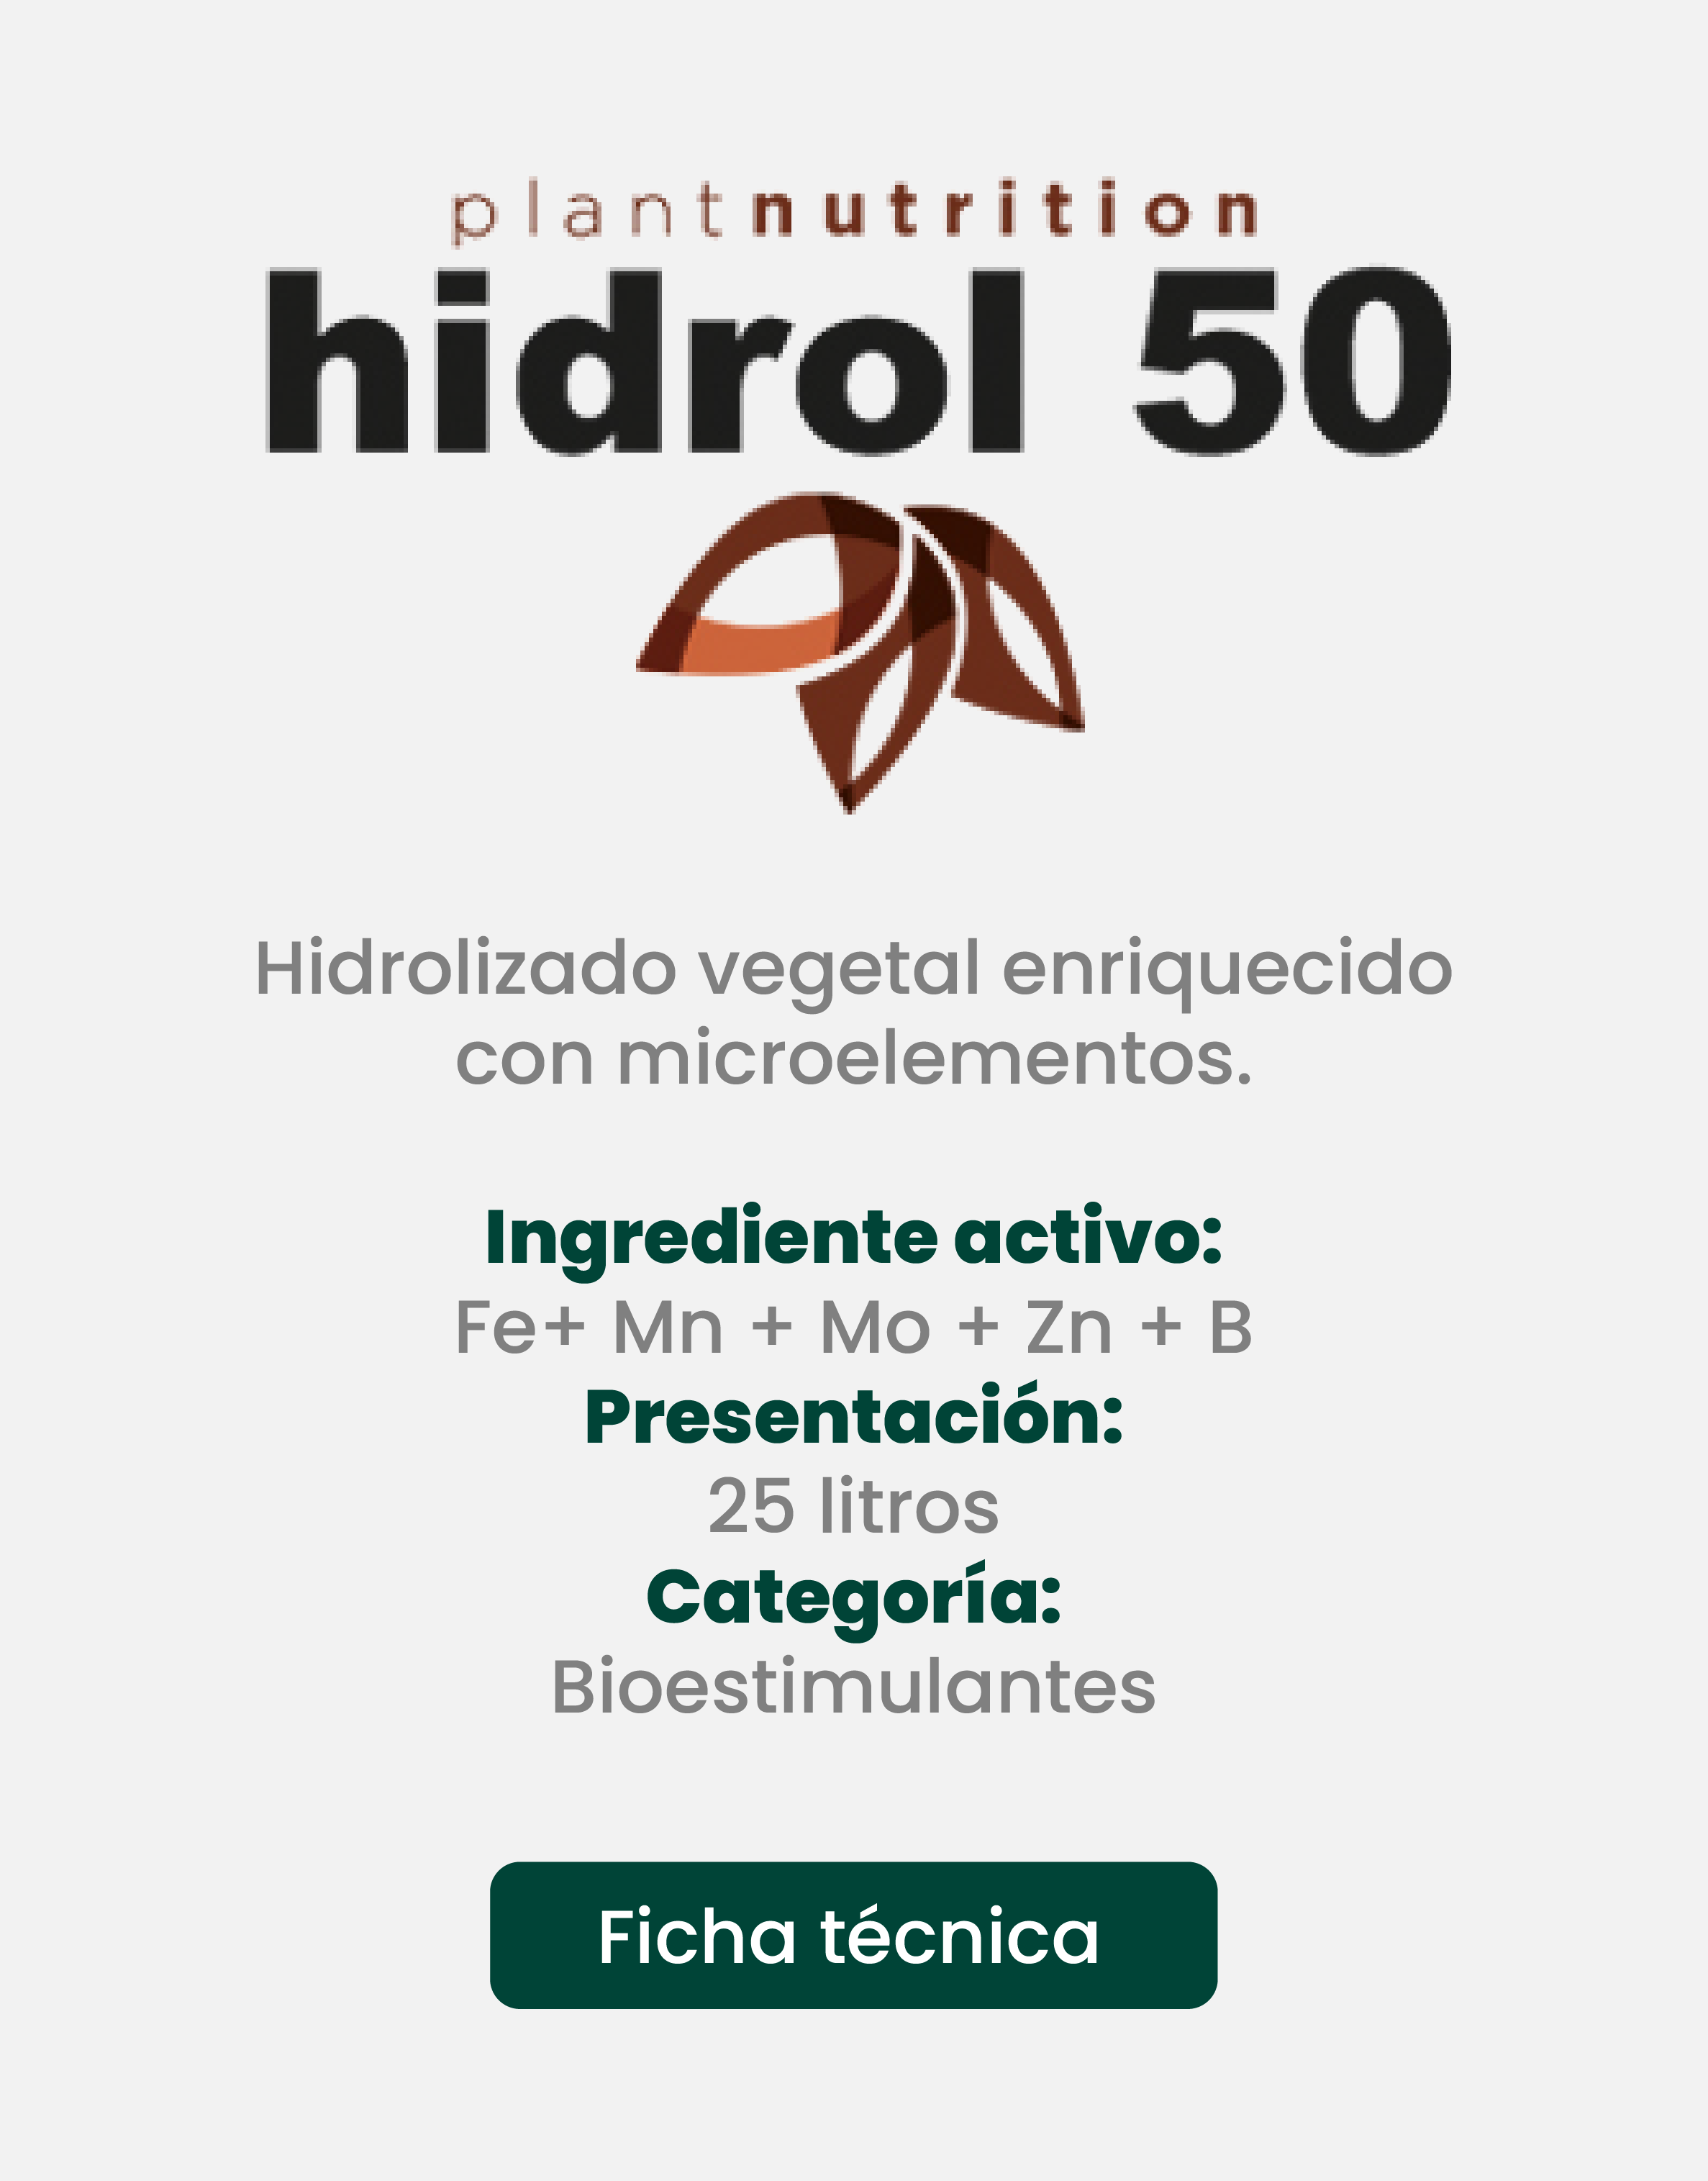 plantnutrition
hidrol 50
Hidrolizado vegetal enriquecido
con microelementos.
Ingrediente activo:
Fe+ Mn + Mo + Zn + B
Presentación:
25 litros
Categoría:
Bioestimulantes
Ficha técnica